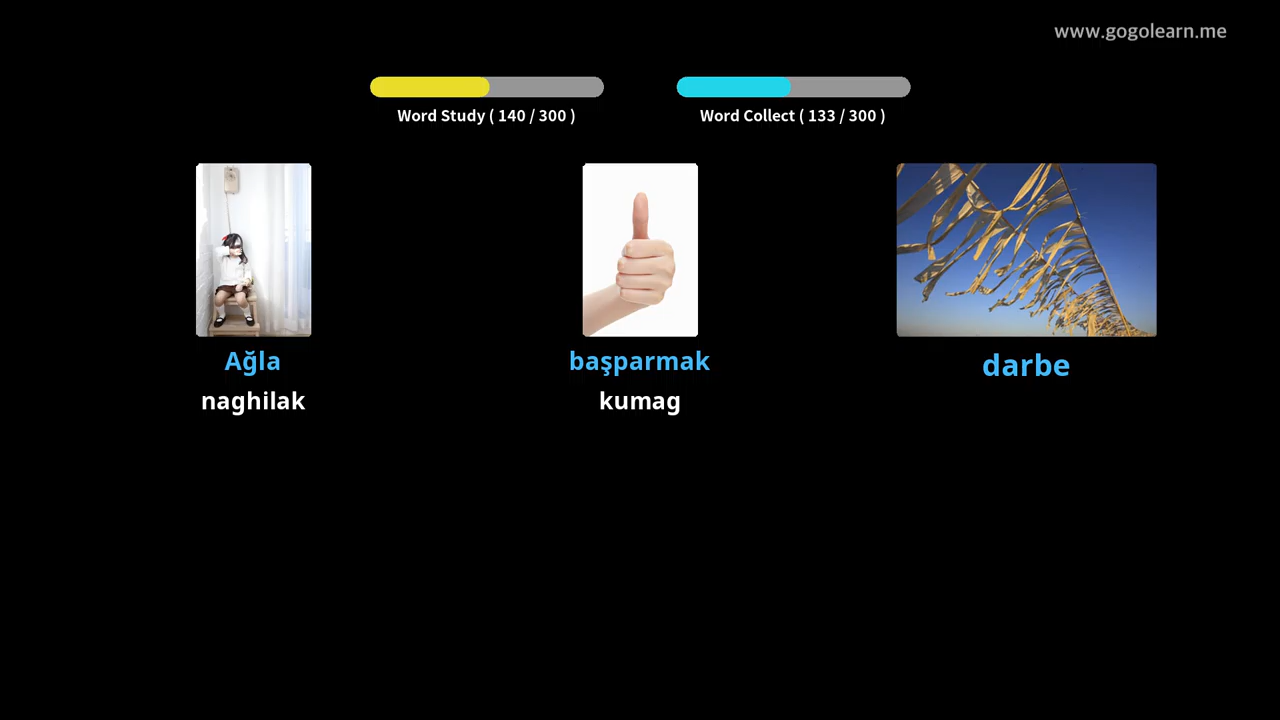 www.gogolearn.me
Word Study ( 140 / 300 )
Word Collect ( 133 / 300 )
Ağla
naghilak
başparmak
kumag
darbe